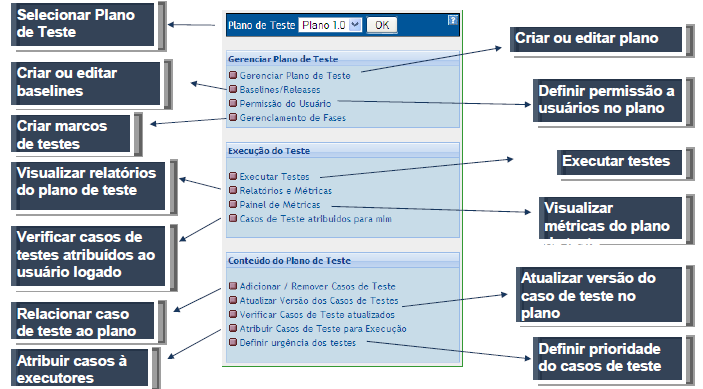 Selecionar Plano
de Teste
Criar ou editar
baselines
Criar marcos
de testes
Visualizar relatórios
do plano de teste
Verificar casos de
testes atribuídos ao
usuário logado
Relacionar caso
de teste ao plano
Atribuir casos à
executores
Plano de Teste Plano 1.0 OK ?
Gerenciar Plano de Teste
Gerenciar Plano de Teste
Baselines/Releases
Permissão do Usuário
Gerenciamento de Fases
Execução do Teste
Executar Testes
Relatórios e Métricas
Painel de Métricas
Casos de Teste atribuídos para mim
Conteúdo do Plano de Teste
Adicionar / Remover Casos de Teste
Atualizar Versão dos Casos de Testes
Verificar Casos de Teste atualizados
Atribuir Casos de Teste para Execução
Definir urgência dos testes
Criar ou editar plano
Definir permissão a
usuários no plano
Executar testes
Visualizar
métricas do plano
Atualizar versão do
caso de teste no
plano
Definir prioridade
do casos de teste